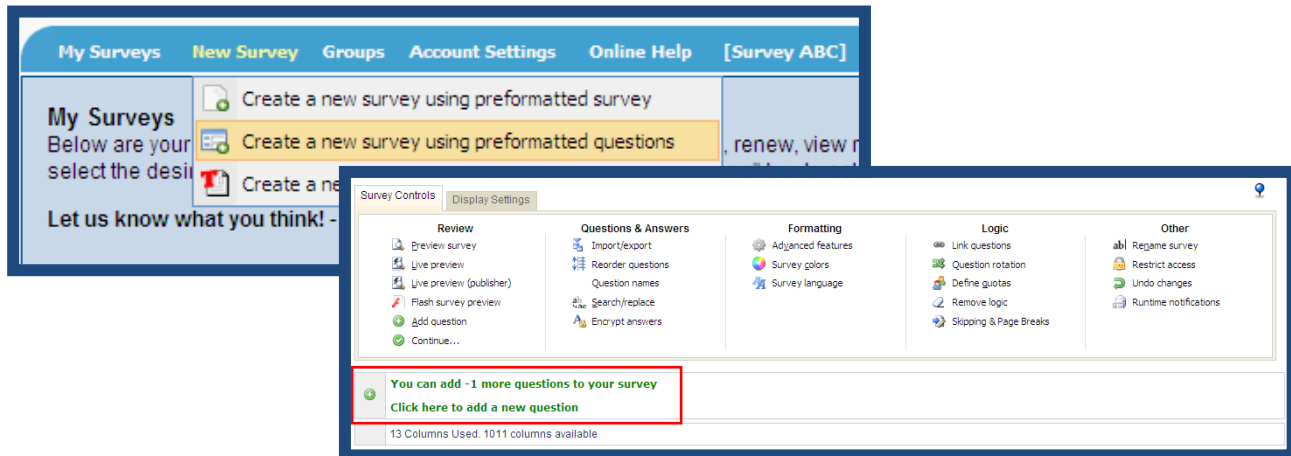 My Surveys New Survey Groups Account Settings Online Help [Survey ABC]
Create a new survey using preformatted survey
My Surveys
Below are your
Create a new survey using preformatted questions
, renew, view
select the desi
Create a ne
Let us know what you think! -
Survey Controls Display Settings
Review
Preview survey
Live preview
Live preview (publisher)
Flash survey preview
Add question
Continue...
Questions & Answers
Import/export
Reorder questions
Question names
Search/replace
Encrypt answers
Formatting
Advanced features
Survey colors
Survey language
Logic
Link questions
Question rotation
Define quotas
Remove logic
Skipping & Page Breaks
Other
Rename survey
Restrict access
Undo changes
Runtime notifications
You can add -1 more questions to your survey
Click here to add a new question
13 Columns Used. 1011 columns available